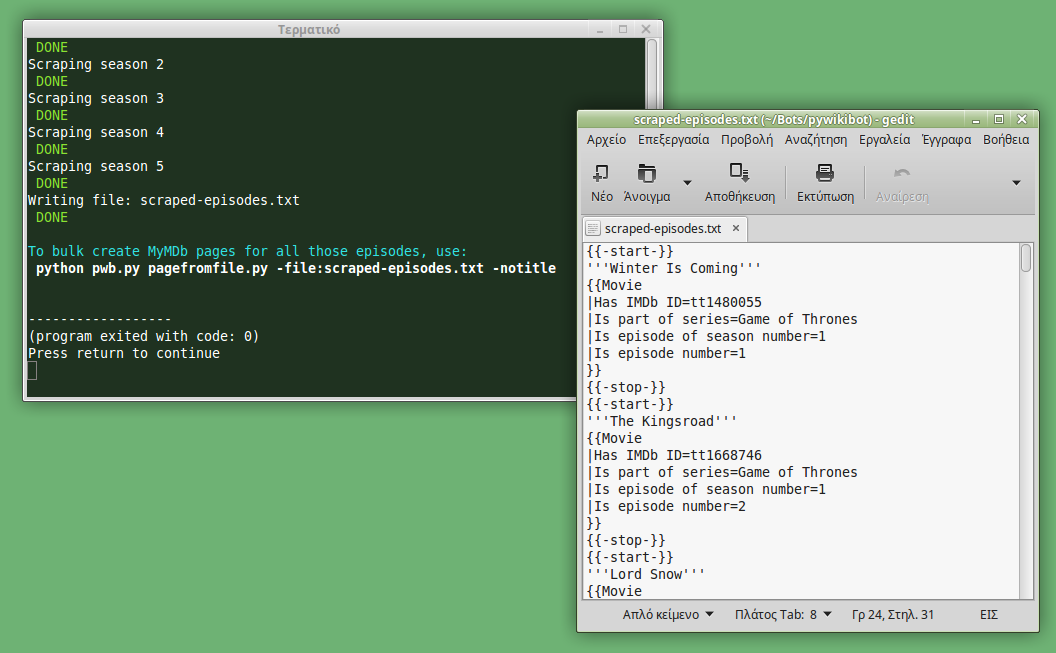 Τερματικό
DONE
Scraping season 2
DONE
Scraping season 3
DONE
Scraping season 4
DONE
Scraping season 5
DONE
Writing file: scraped-episodes.txt
DONE
To bulk create MyMDb pages for all those episodes, use:
python pwb.py pagefromfile.py -file:scraped-episodes.txt -notitle
------------------
(program exited with code: 0)
Press return to continue
scraped-episodes.txt (~/Bots/pywikibot) - gedit
Αρχείο Επεξεργασία Προβολή Αναζήτηση Εργαλεία Έγγραφα Βοήθεια
Νέο Άνοιγμα Αποθήκευση Εκτύπωση Αναίρεση
scraped-episodes.txt ×
{{-start-}}
'''Winter Is Coming'''
{{Movie
|Has IMDb ID=tt1480055
|Is part of series=Game of Thrones
|Is episode of season number=1
|Is episode number=1
}}
{{-stop-}}
{{-start-}}
'''The Kingsroad'''
{{Movie
|Has IMDb ID=tt1668746
|Is part of series=Game of Thrones
|Is episode of season number=1
|Is episode number=2
}}
{{-stop-}}
{{-start-}}
'''Lord Snow'''
{{Movie
Απλό κείμενο Πλάτος Tab: 8 Γρ 24, Στηλ. 31 ΕΙΣ